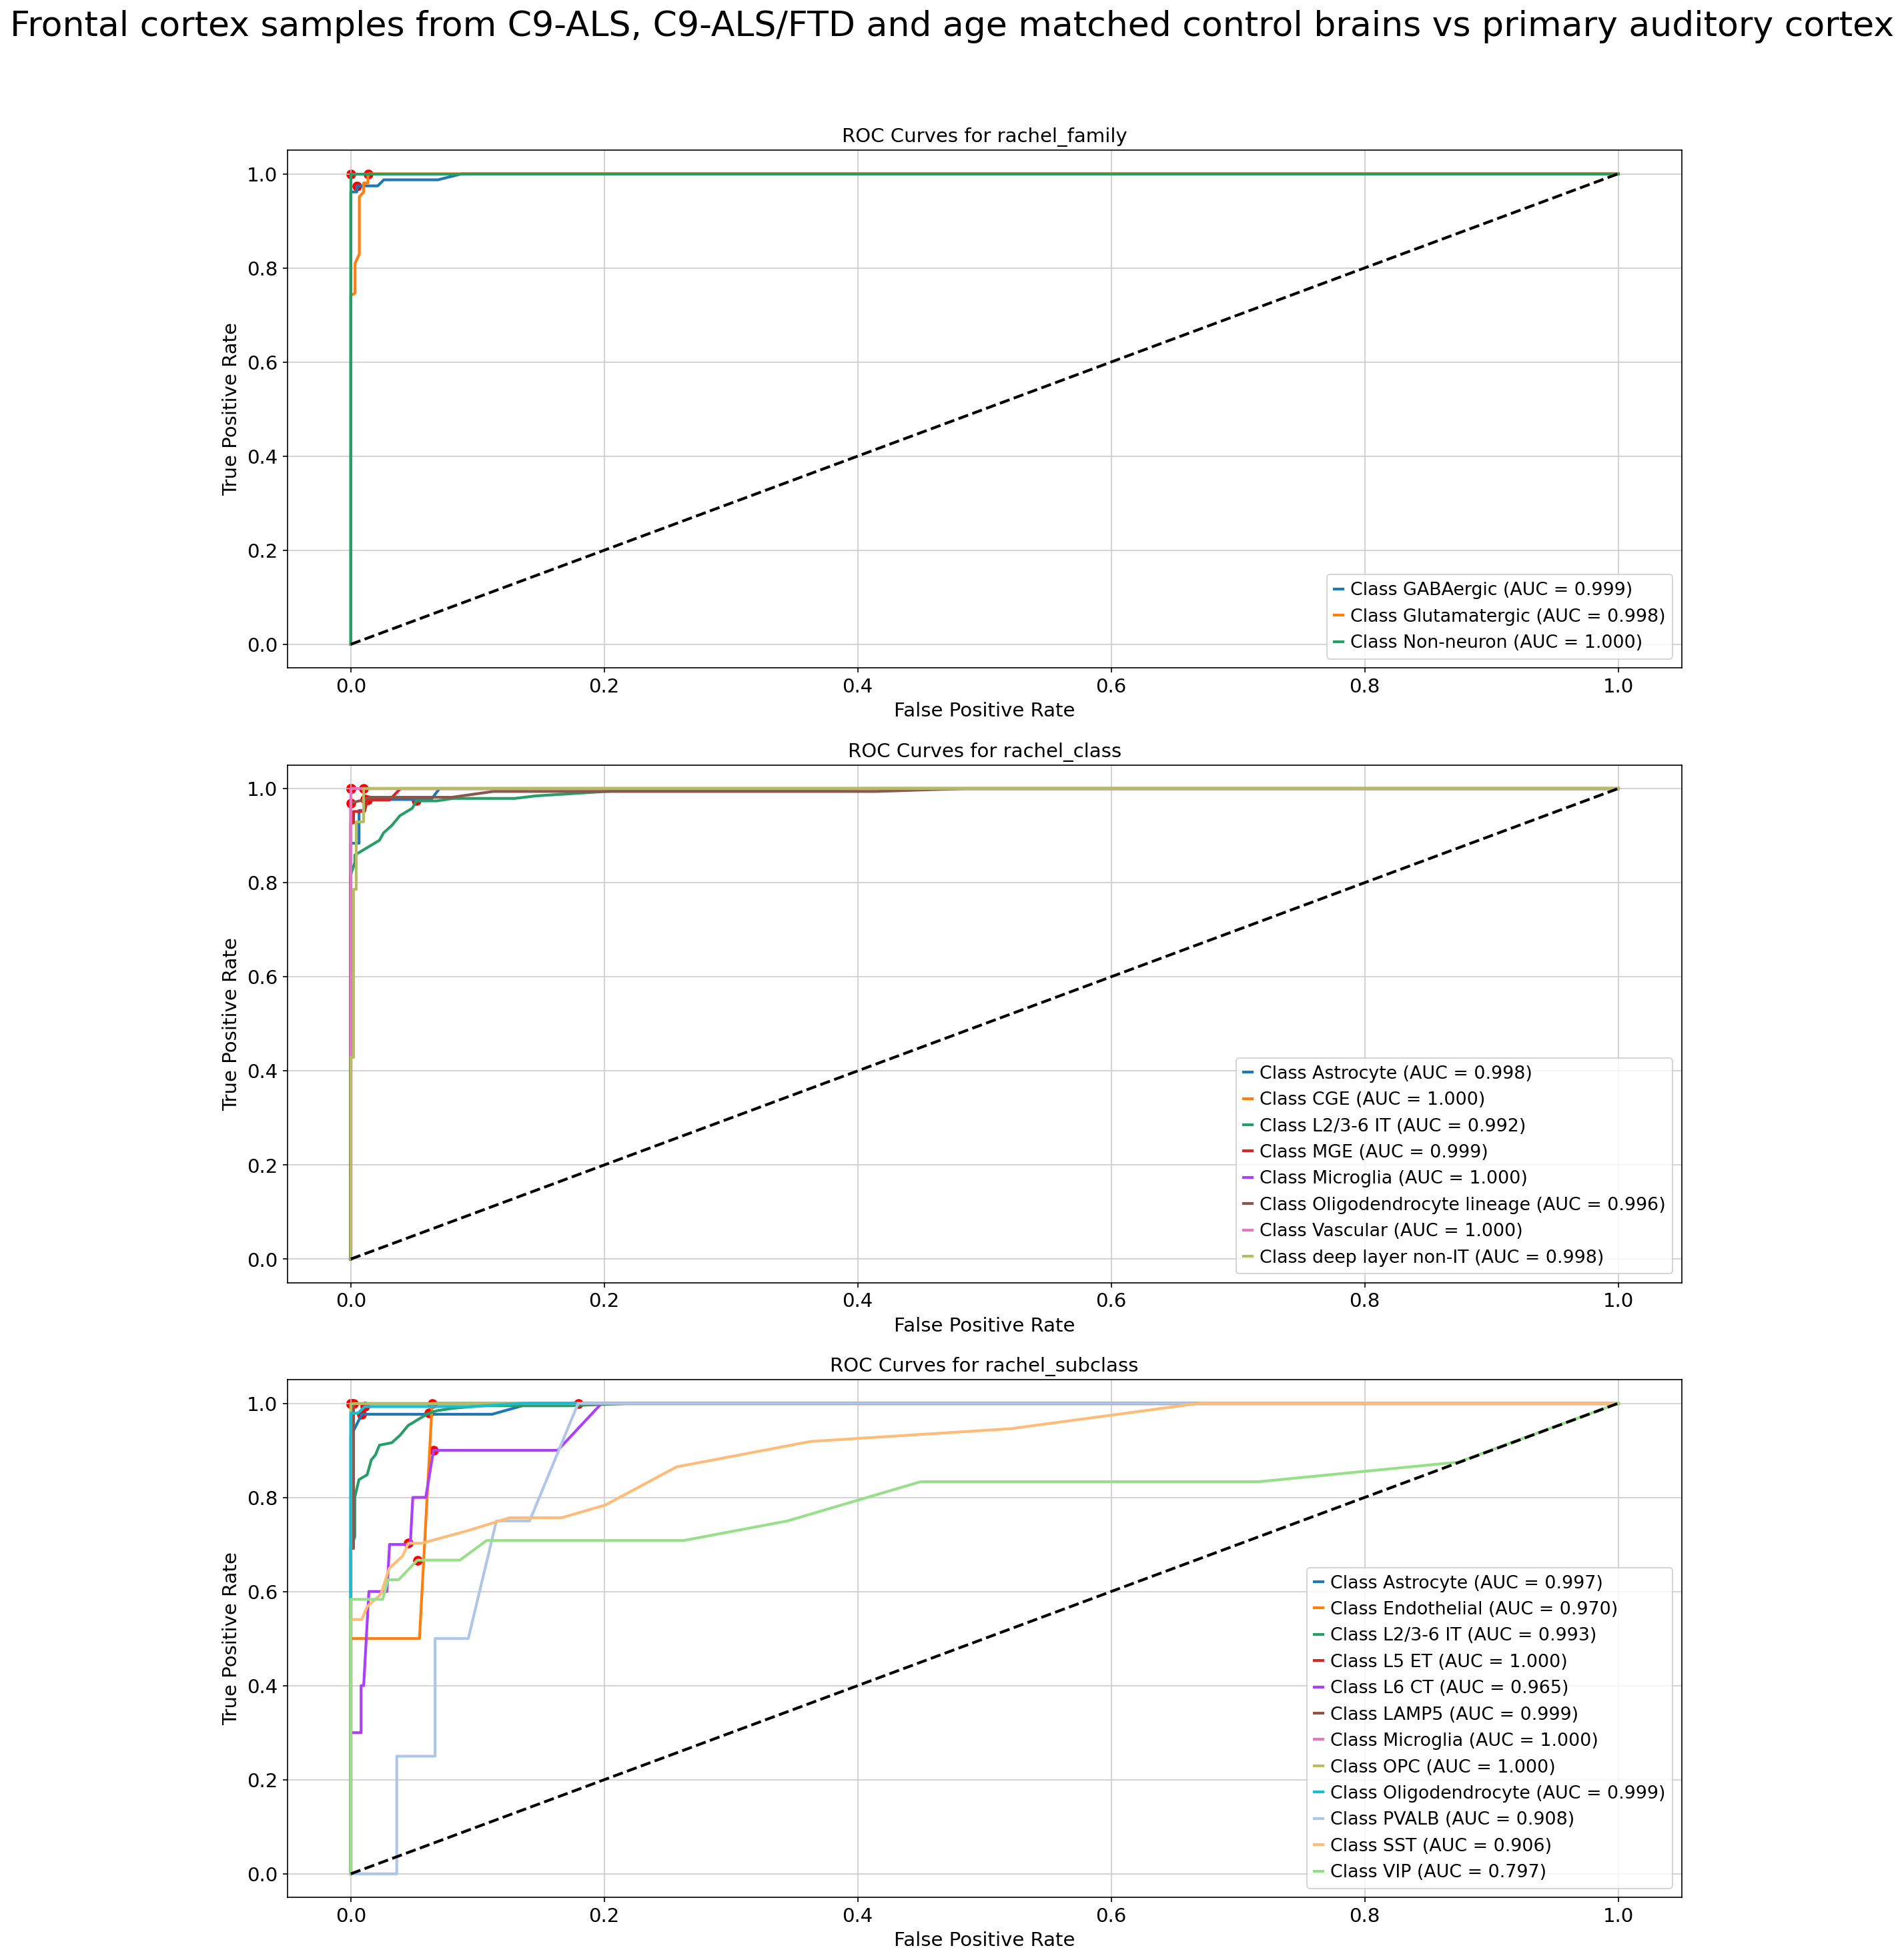 Frontal cortex samples from C9-ALS, C9-ALS/FTD and age matched control brains vs primary auditory cortex
ROC Curves for rachel_family
True Positive Rate
1.0
0.8
0.6
0.4
0.2
0.0
Class GABAergic (AUC = 0.999)
Class Glutamatergic (AUC = 0.998)
Class Non-neuron (AUC = 1.000)
0.0 0.2 0.4 0.6 0.8 1.0
False Positive Rate
ROC Curves for rachel_class
True Positive Rate
1.0
0.8
0.6
0.4
0.2
0.0
Class Astrocyte (AUC = 0.998)
Class CGE (AUC = 1.000)
Class L2/3-6 IT (AUC = 0.992)
Class MGE (AUC = 0.999)
Class Microglia (AUC = 1.000)
Class Oligodendrocyte lineage (AUC = 0.996)
Class Vascular (AUC = 1.000)
Class deep layer non-IT (AUC = 0.998)
0.0 0.2 0.4 0.6 0.8 1.0
False Positive Rate
ROC Curves for rachel_subclass
True Positive Rate
1.0
0.8
0.6
0.4
0.2
0.0
Class Astrocyte (AUC = 0.997)
Class Endothelial (AUC = 0.970)
Class L2/3-6 IT (AUC = 0.993)
Class L5 ET (AUC = 1.000)
Class L6 CT (AUC = 0.965)
Class LAMP5 (AUC = 0.999)
Class Microglia (AUC = 1.000)
Class OPC (AUC = 1.000)
Class Oligodendrocyte (AUC = 0.999)
Class PVALB (AUC = 0.908)
Class SST (AUC = 0.906)
Class VIP (AUC = 0.797)
0.0 0.2 0.4 0.6 0.8 1.0
False Positive Rate